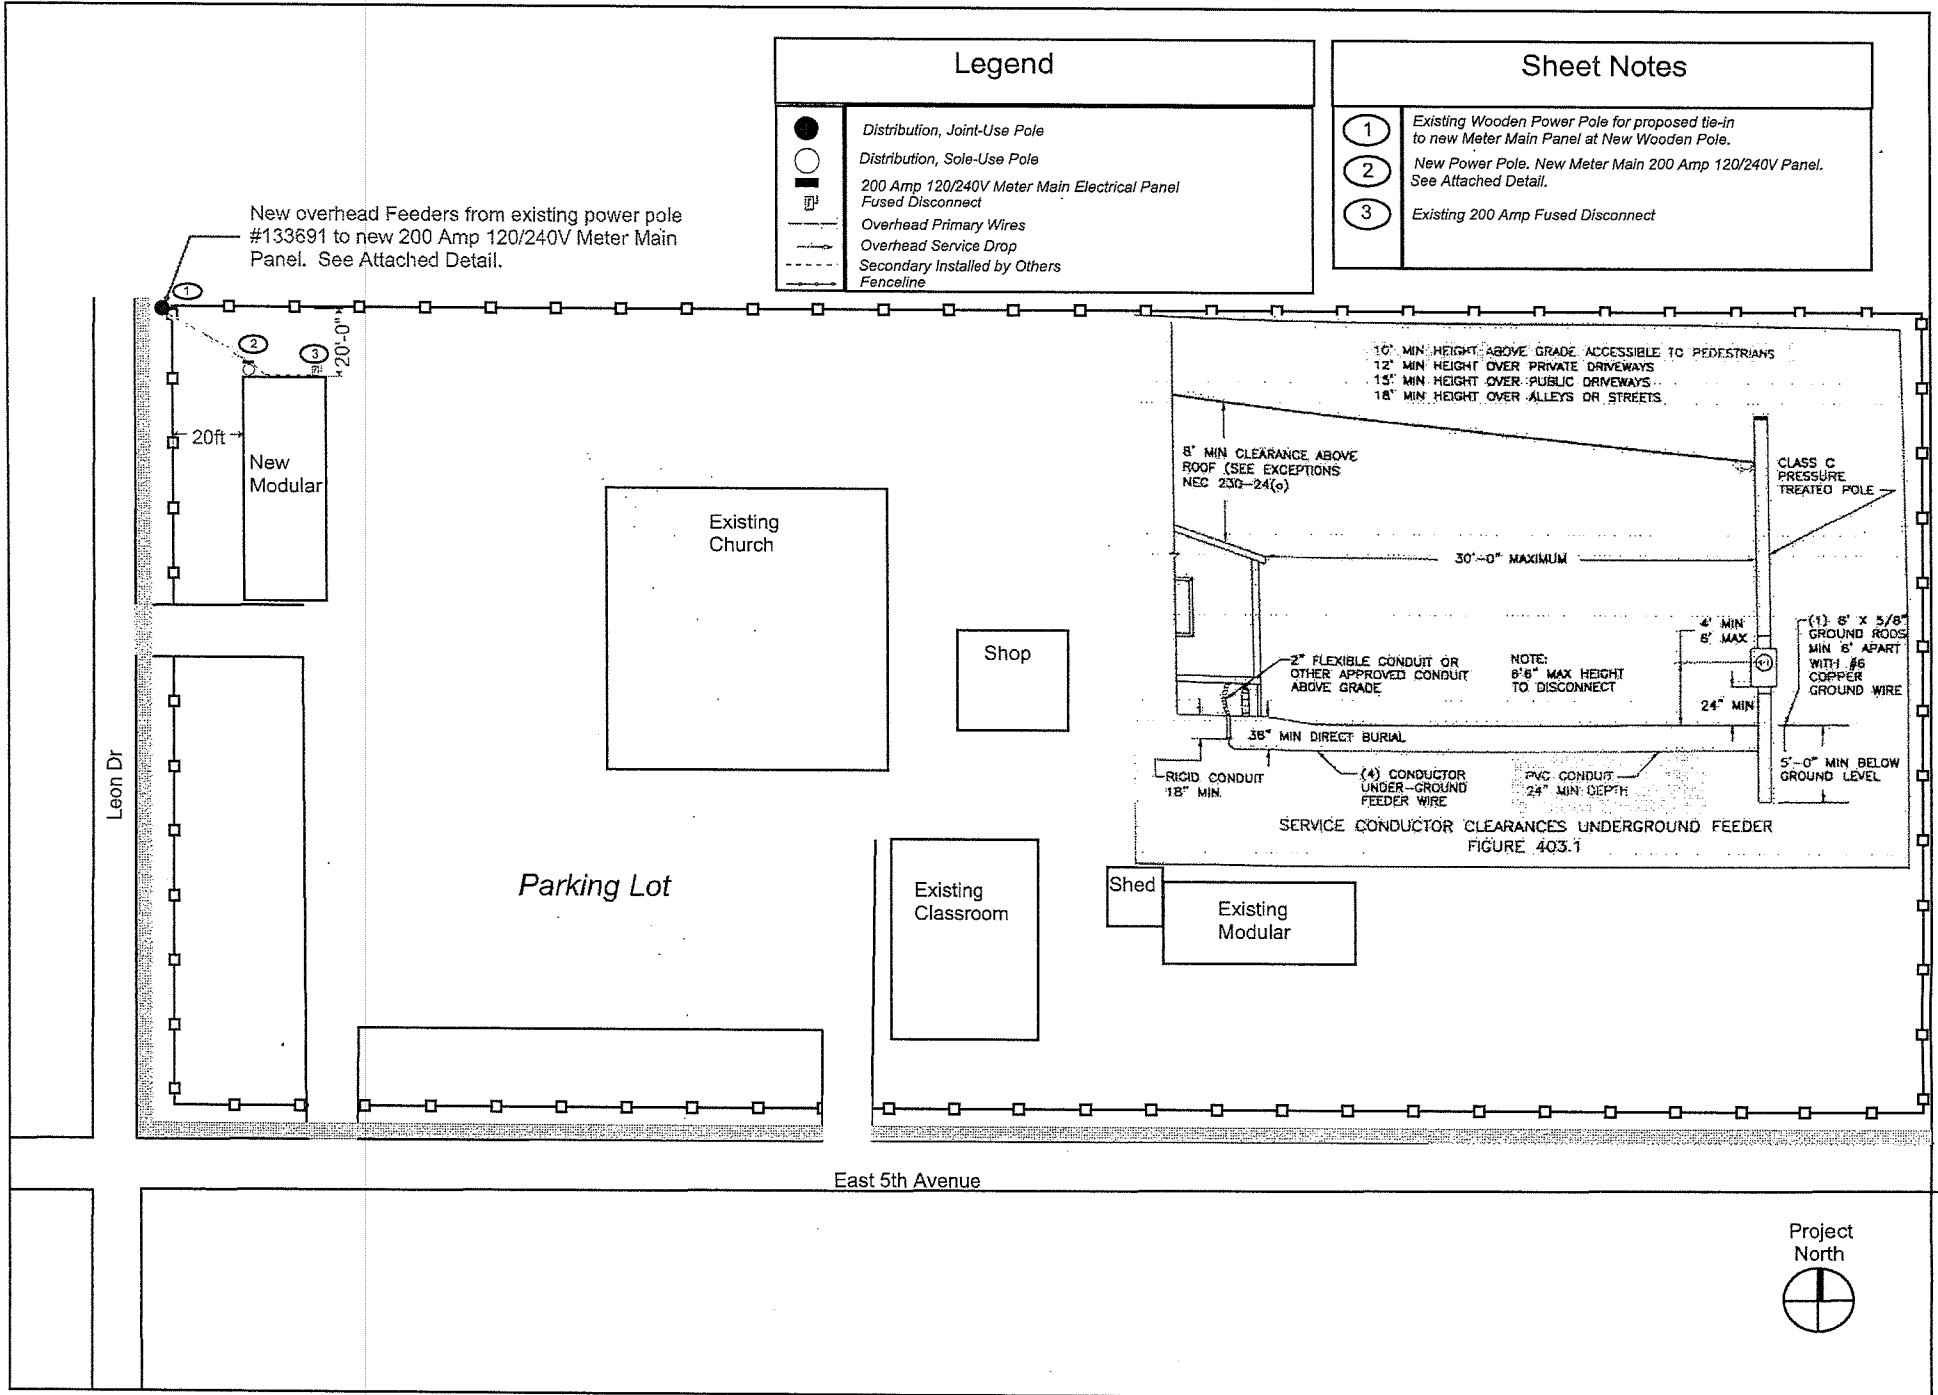 Legend
Distribution, Joint-Use Pole
Distribution, Sole-Use Pole
200 Amp 120/240V Meter Main Electrical Panel
Fused Disconnect
Overhead Primary Wires
Overhead Service Drop
Secondary Installed by Others
Fenceline
Sheet Notes
1
Existing Wooden Power Pole for proposed tie-in
to new Meter Main Panel at New Wooden Pole.
2
New Power Pole. New Meter Main 200 Amp 120/240V Panel.
See Attached Detail.
3
Existing 200 Amp Fused Disconnect
New overhead Feeders from existing power pole
#133691 to new 200 Amp 120/240V Meter Main
Panel. See Attached Detail.
1
2
3
20'-0"
20ft
New
Modular
Existing
Church
Shop
10' MIN HEIGHT ABOVE GRADE ACCESSIBLE TO PEDESTRIANS
12' MIN HEIGHT OVER PRIVATE DRIVEWAYS
15' MIN HEIGHT OVER PUBLIC DRIVEWAYS
18' MIN HEIGHT OVER ALLEYS OR STREETS
8' MIN CLEARANCE ABOVE
ROOF (SEE EXCEPTIONS
NEC 230-24(a)
CLASS C
PRESSURE
TREATED POLE
30'-0" MAXIMUM
4' MIN
6' MAX
(1) 8' X 5/8"
GROUND RODS
MIN 6' APART
WITH #6
COPPER
GROUND WIRE
2" FLEXIBLE CONDUIT OR
OTHER APPROVED CONDUIT
ABOVE GRADE
NOTE:
6'6" MAX HEIGHT
TO DISCONNECT
24" MIN
36" MIN DIRECT BURIAL
RIGID CONDUIT
18" MIN.
(4) CONDUCTOR
UNDER-GROUND
FEEDER WIRE
PVC CONDUIT
24" MIN DEPTH
5'-0" MIN BELOW
GROUND LEVEL
SERVICE CONDUCTOR CLEARANCES UNDERGROUND FEEDER
FIGURE 403.1
Leon Dr
Parking Lot
Existing
Classroom
Shed
Existing
Modular
East 5th Avenue
Project
North